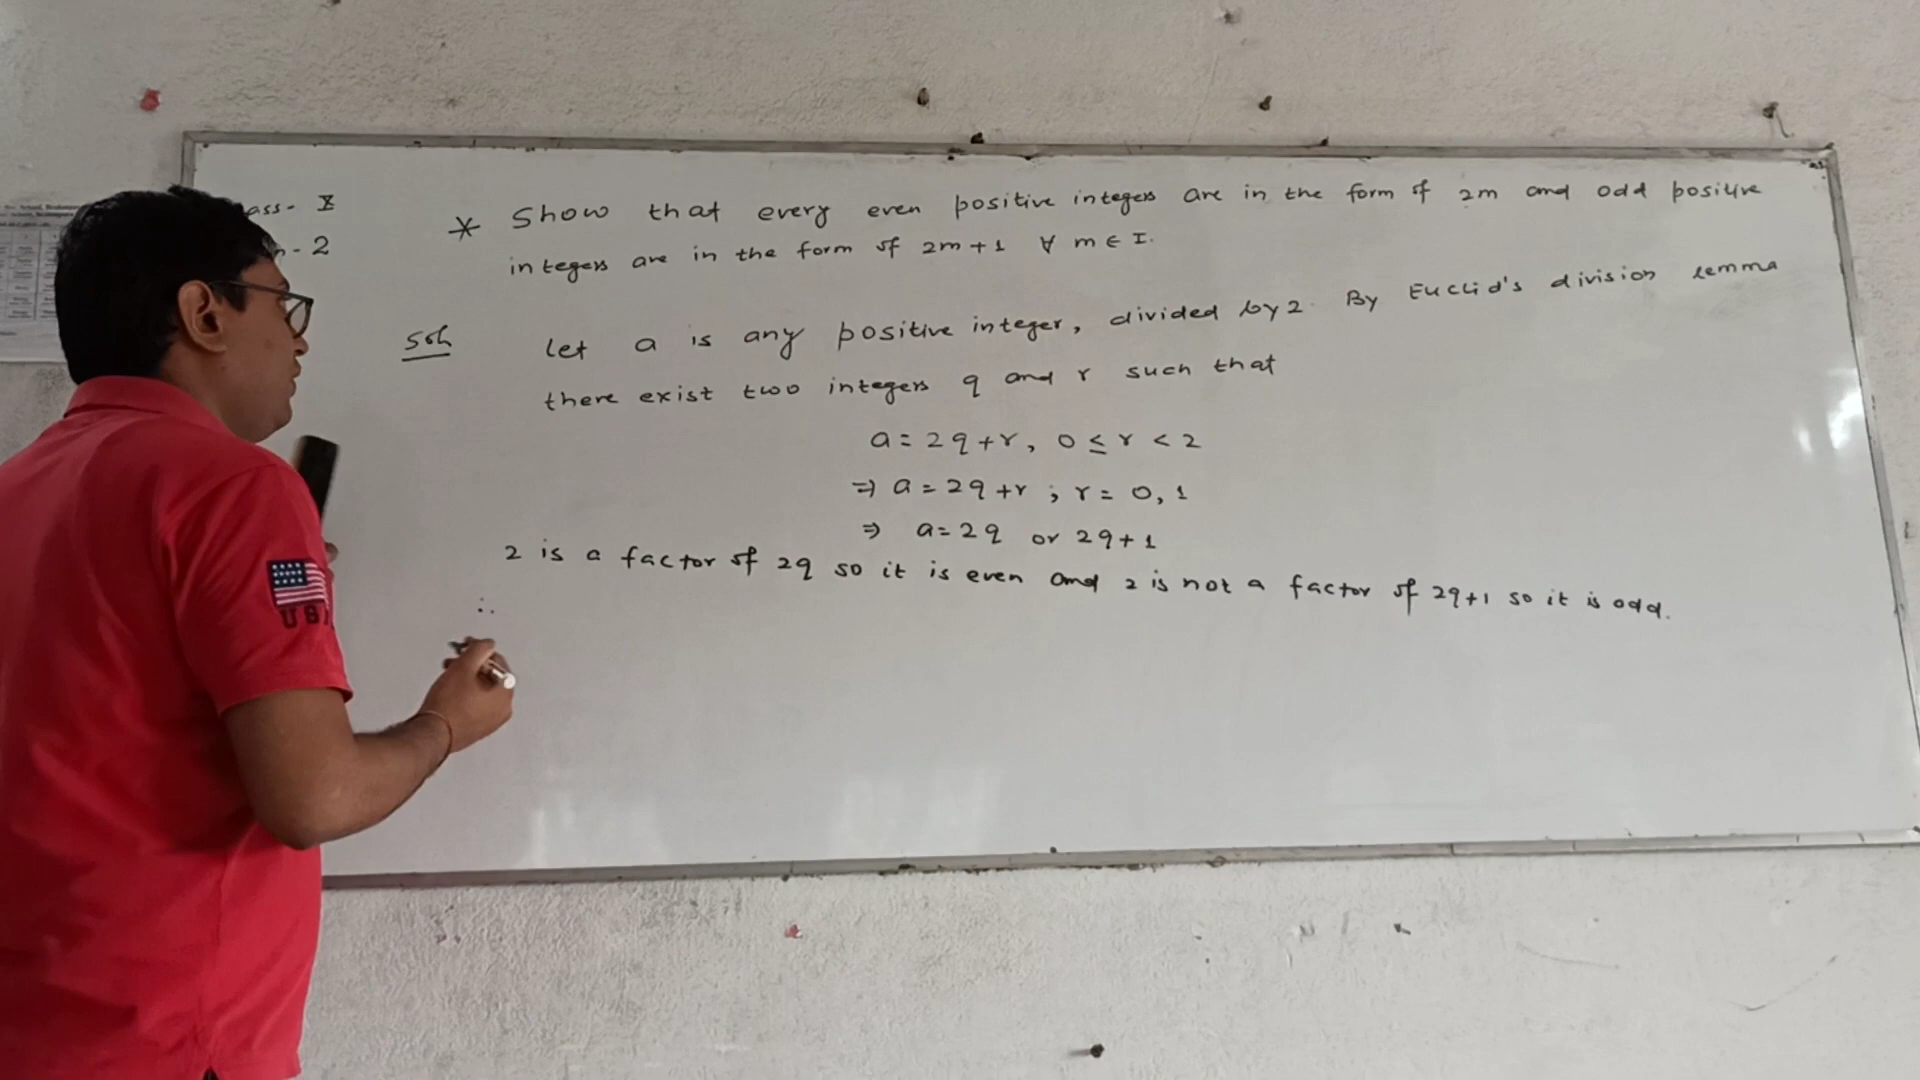 ass- X
- 2
* Show that every even positive integers are in the form of 2m and odd positive
integers are in the form of 2m+1 ∀ m ∈ I.
Soln
Let a is any positive integer, divided by 2. By Euclid's division lemma
there exist two integers q and r such that
a = 2q+r, 0 ≤ r < 2
⇒ a = 2q+r ; r = 0, 1
⇒ a = 2q or 2q+1
2 is a factor of 2q so it is even and 2 is not a factor of 2q+1 so it is odd.
∴